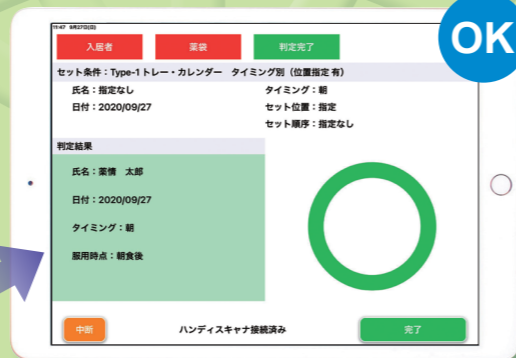 11:47 9月27日(日)
OK
入居者 薬袋 判定完了
セット条件：Type-1 トレー・カレンダー タイミング別（位置指定 有）
氏名：指定なし タイミング：朝
日付：2020/09/27 セット位置：指定
セット順序：指定なし
判定結果
氏名：薬情 太郎
日付：2020/09/27
タイミング：朝
服用時点：朝食後
中断 ハンディスキャナ接続済み 完了